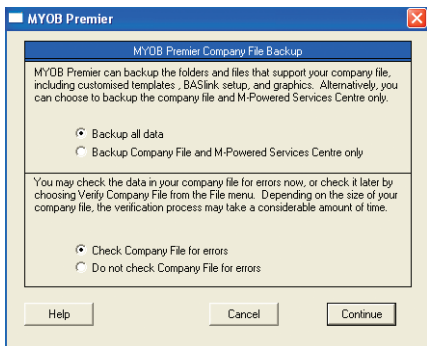 MYOB Premier
MYOB Premier Company File Backup
MYOB Premier can backup the folders and files that support your company file,
including customised templates , BASlink setup, and graphics. Alternatively, you
can choose to backup the company file and M-Powered Services Centre only.
Backup all data
Backup Company File and M-Powered Services Centre only
You may check the data in your company file for errors now, or check it later by
choosing Verify Company File from the File menu. Depending on the size of your
company file, the verification process may take a considerable amount of time.
Check Company File for errors
Do not check Company File for errors
Help Cancel Continue